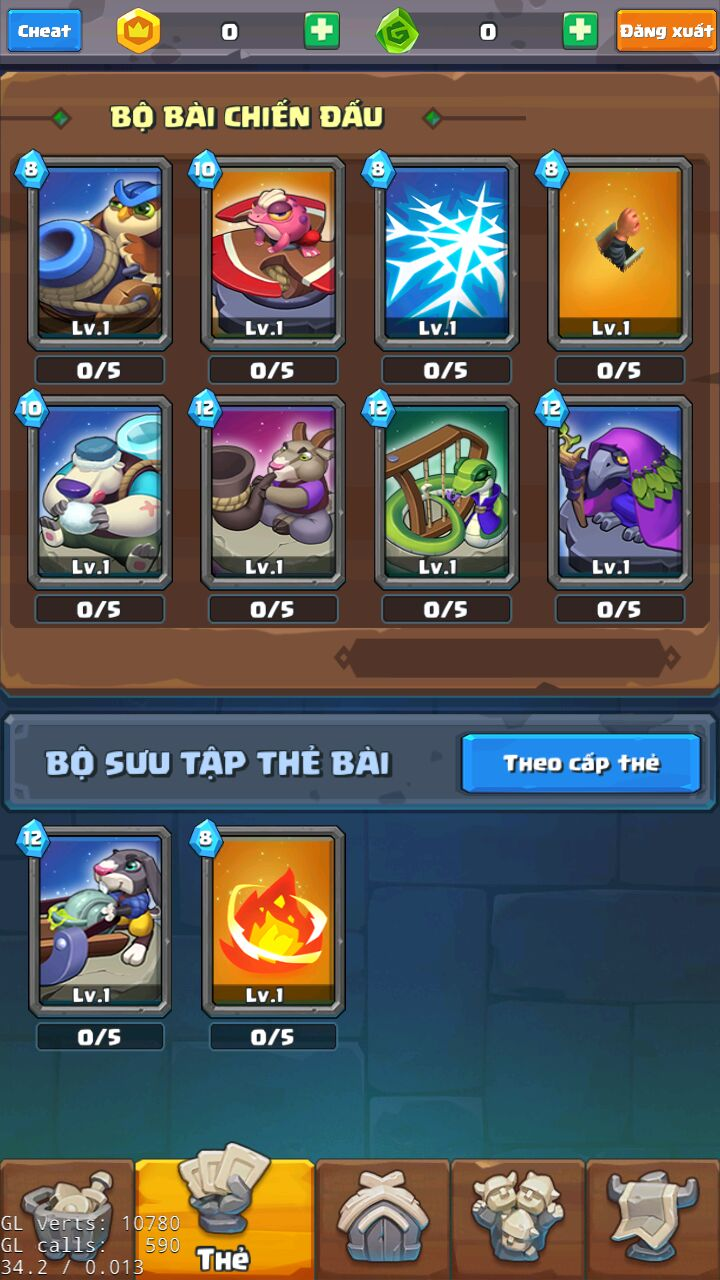 Cheat 0 0 Đăng xuất
BỘ BÀI CHIẾN ĐẤU
8 10 8 8
Lv.1 Lv.1 Lv.1 Lv.1
0/5 0/5 0/5 0/5
10 12 12 12
Lv.1 Lv.1 Lv.1 Lv.1
0/5 0/5 0/5 0/5
BỘ SƯU TẬP THẺ BÀI Theo cấp thẻ
12 8
Lv.1 Lv.1
0/5 0/5
GL verts: 10780
GL calls: 590
34.2 / 0.013
Thẻ